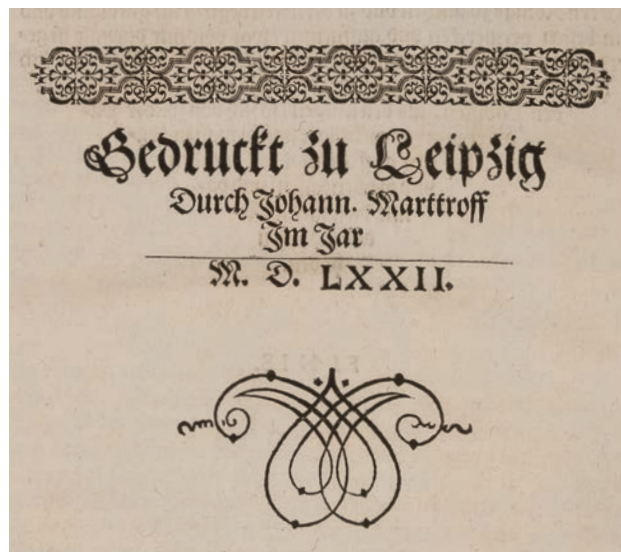 Gedruckt zu Leipzig
Durch Johann. Marttroff
Im Jar
M. D. LXXII.